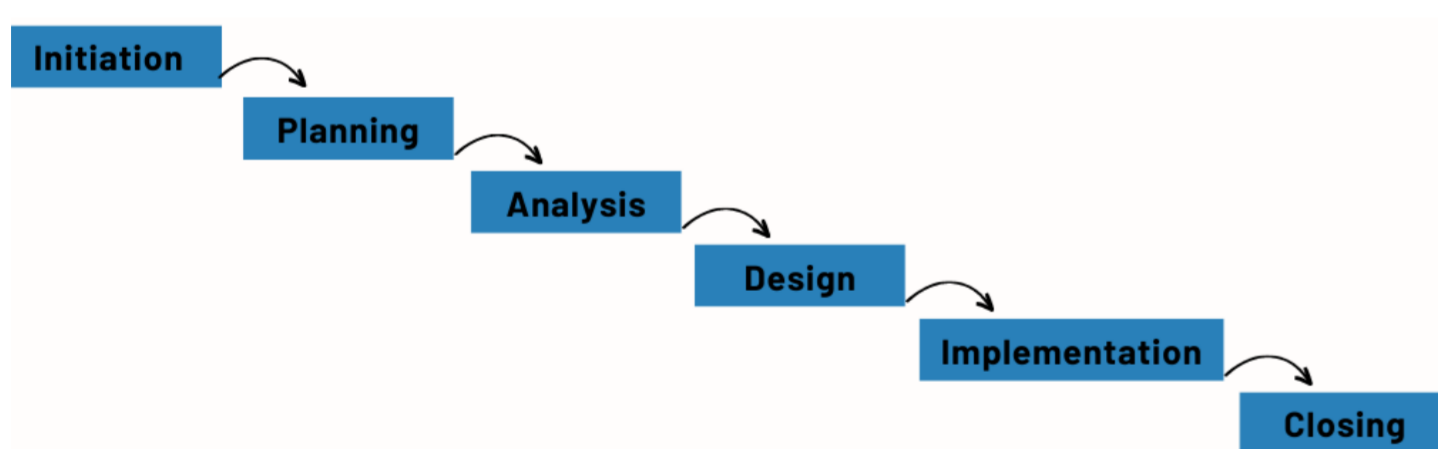 Initiation
Planning
Analysis
Design
Implementation
Closing